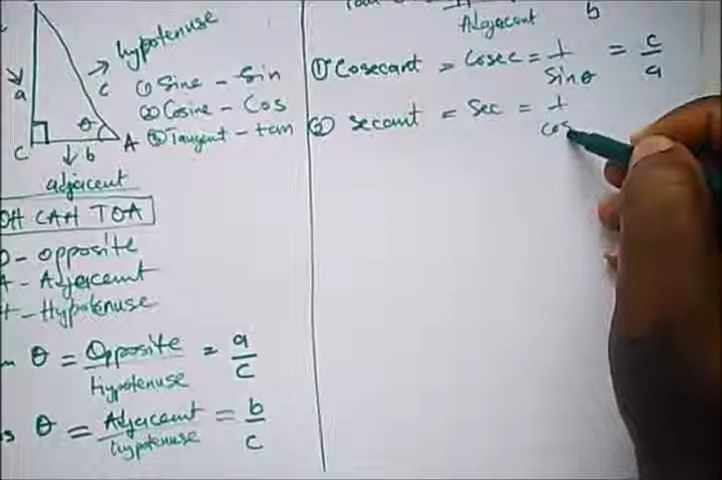 hypotenuse
a
c
① Sine - Sin
② Cosine - Cos
③ Tangent - tan
θ
C
b
A
adjacent
OH CAH TOA
O - opposite
A - Adjacent
H - Hypotenuse
θ = Opposite / Hypotenuse = a / c
θ = Adjacent / hypotenuse = b / c
Adjacent b
① Cosecant = Cosec = 1 / sin θ = c / a
② secant = Sec = 1 / cos